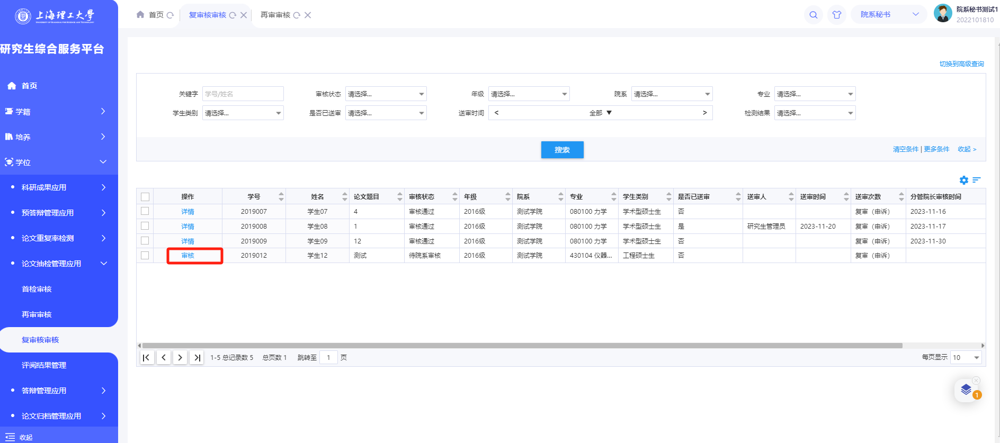 上海理工大学
UNIVERSITY OF SHANGHAI FOR SCIENCE AND TECHNOLOGY
研究生综合服务平台
首页
学籍
培养
学位
科研成果应用
预答辩管理应用
论文重复率检测
论文抽检管理应用
首检审核
再审审核
复审核审核
评阅结果管理
答辩管理应用
论文归档管理应用
收起
首页 复审核审核 再审审核
院系秘书
院系秘书测试1
2022101810
切换到高级查询
关键字 学号/姓名 审核状态 请选择... 年级 请选择... 院系 请选择... 专业 请选择...
学生类别 请选择... 是否已送审 请选择... 送审时间 < 全部 ▼ > 检测结果 请选择...
搜索
清空条件 | 更多条件 收起 >
操作 学号 姓名 论文题目 审核状态 年级 院系 专业 学生类别 是否已送审 送审人 送审时间 送审次数 分管院长审核时间
详情 2019007 学生07 4 审核通过 2016级 测试学院 080100 力学 学术型硕士生 否 复审（申诉） 2023-11-16
详情 2019008 学生08 1 审核通过 2016级 测试学院 080100 力学 学术型硕士生 是 研究生管理员 2023-11-20 复审（申诉） 2023-11-17
详情 2019009 学生09 12 审核通过 2016级 测试学院 080100 力学 学术型硕士生 否 复审（申诉） 2023-11-30
审核 2019012 学生12 测试 待院系审核 2016级 测试学院 430104 仪器... 工程硕士生 否 复审（申诉）
1-5 总记录数 5 总页数 1 跳转至 1 页
每页显示 10
1